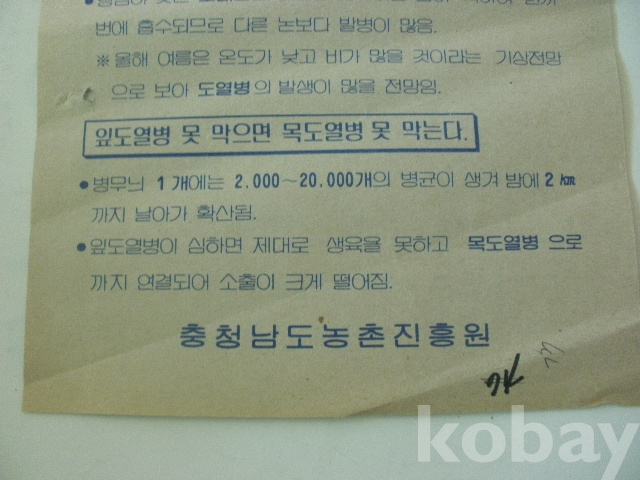 번에 흡수되므로 다른 논보다 발병이 많음.
※올해 여름은 온도가 낮고 비가 많을 것이라는 기상전망
으로 보아 도열병의 발생이 많을 전망임.
잎도열병 못 막으면 목도열병 못 막는다.
●병무늬 1개에는 2.000~20.000개의 병균이 생겨 밤에 2㎞
까지 날아가 확산됨.
●잎도열병이 심하면 제대로 생육을 못하고 목도열병 으로
까지 연결되어 소출이 크게 떨어짐.
충청남도농촌진흥원
kobay